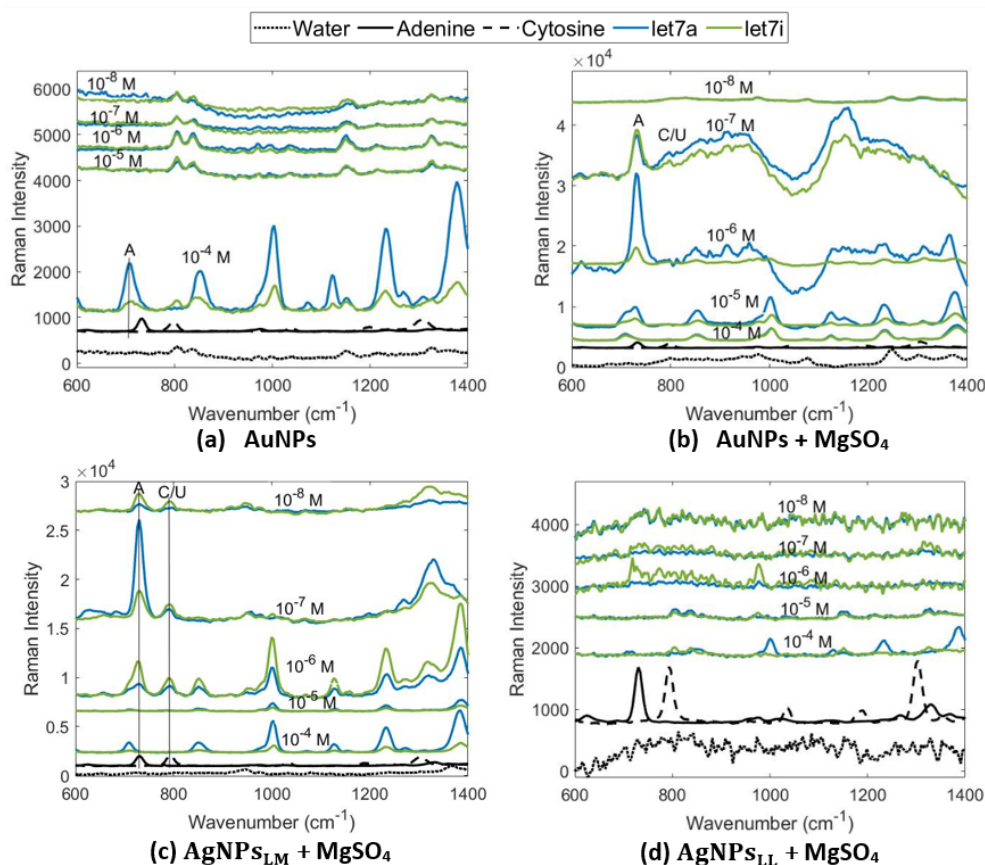 Water Adenine Cytosine let7a let7i
6000
5000
4000
3000
2000
1000
0
Raman Intensity
10⁻⁸ M
10⁻⁷ M
10⁻⁶ M
10⁻⁵ M
A
10⁻⁴ M
600 800 1000 1200 1400
Wavenumber (cm⁻¹)
(a) AuNPs
× 10⁴
4
3
2
1
0
Raman Intensity
10⁻⁸ M
A
C/U
10⁻⁷ M
10⁻⁶ M
10⁻⁵ M
10⁻⁴ M
600 800 1000 1200 1400
Wavenumber (cm⁻¹)
(b) AuNPs + MgSO₄
× 10⁴
3
2.5
2
1.5
1
0.5
0
Raman Intensity
A C/U
10⁻⁸ M
10⁻⁷ M
10⁻⁶ M
10⁻⁵ M
10⁻⁴ M
600 800 1000 1200 1400
Wavenumber (cm⁻¹)
(c) AgNPs_LM + MgSO₄
4000
3000
2000
1000
0
Raman Intensity
10⁻⁸ M
10⁻⁷ M
10⁻⁶ M
10⁻⁵ M
10⁻⁴ M
600 800 1000 1200 1400
Wavenumber (cm⁻¹)
(d) AgNPs_LL + MgSO₄